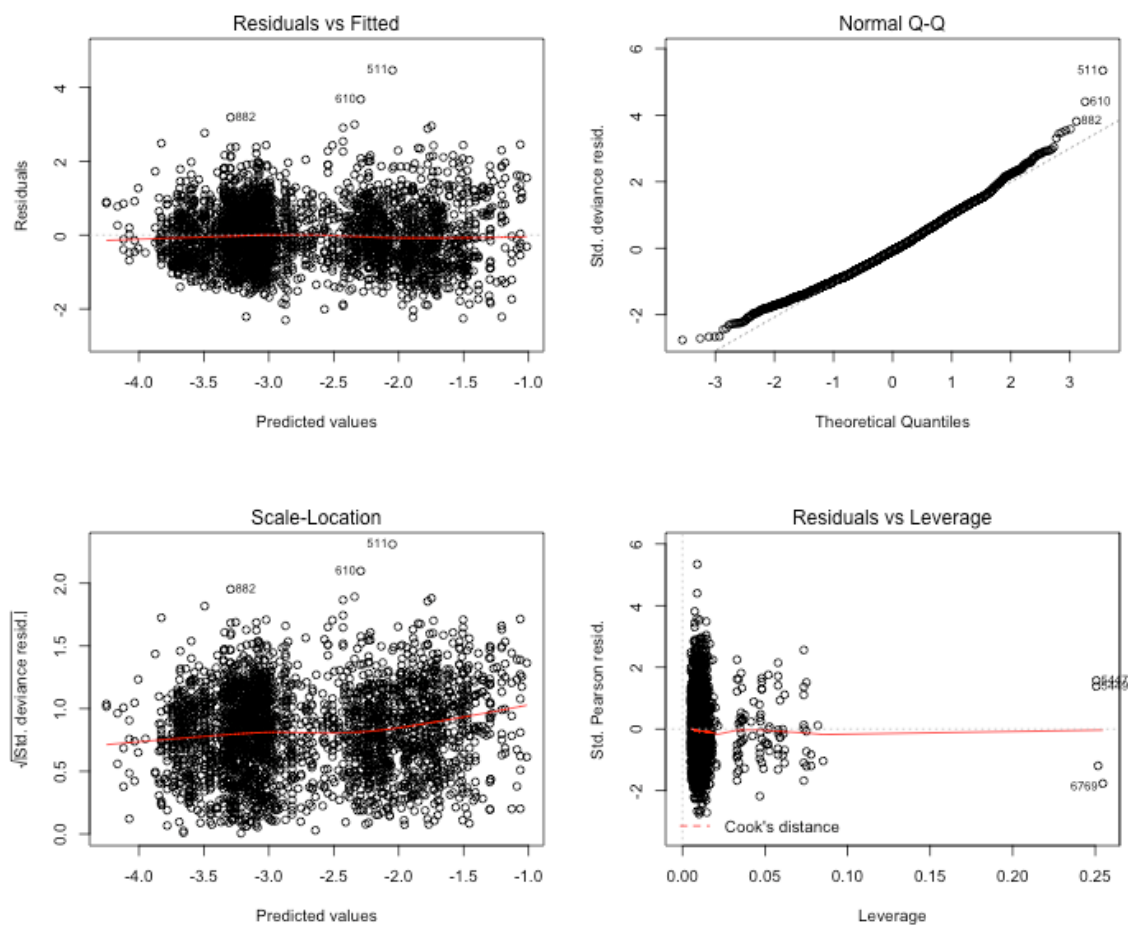 Residuals vs Fitted
Residuals
4
2
0
-2
511
610
882
-4.0 -3.5 -3.0 -2.5 -2.0 -1.5 -1.0
Predicted values
Normal Q-Q
Std. deviance resid.
6
4
2
0
-2
511
610
882
-3 -2 -1 0 1 2 3
Theoretical Quantiles
Scale-Location
√|Std. deviance resid.|
2.0
1.5
1.0
0.5
0.0
511
610
882
-4.0 -3.5 -3.0 -2.5 -2.0 -1.5 -1.0
Predicted values
Residuals vs Leverage
Std. Pearson resid.
6
4
2
0
-2
6769
Cook's distance
0.00 0.05 0.10 0.15 0.20 0.25
Leverage